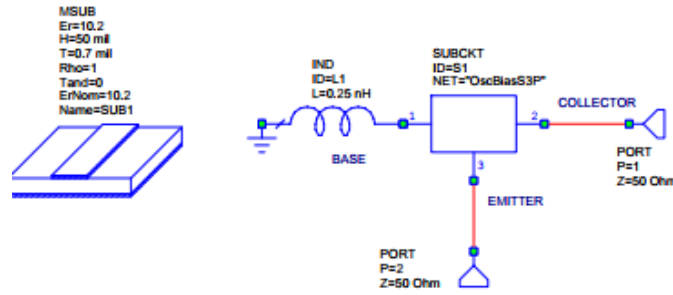 MSUB
Er=10.2
H=50 mil
T=0.7 mil
Rho=1
Tand=0
ErNom=10.2
Name=SUB1
IND
ID=L1
L=0.25 nH
BASE
SUBCKT
ID=S1
NET="OscBiasS3P"
1
2
3
COLLECTOR
PORT
P=1
Z=50 Ohm
EMITTER
PORT
P=2
Z=50 Ohm